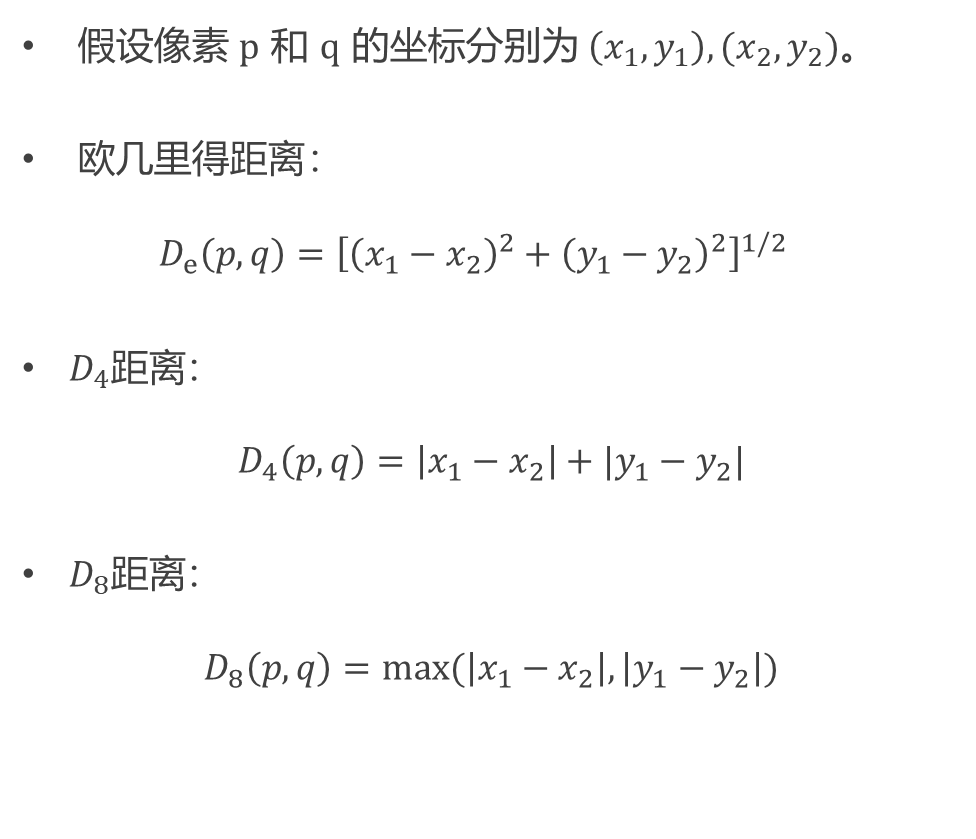 • 假设像素 p 和 q 的坐标分别为 (x₁, y₁), (x₂, y₂)。
• 欧几里得距离：
Dₑ(p, q) = [(x₁ − x₂)² + (y₁ − y₂)²]^1/2
• D₄距离：
D₄(p, q) = |x₁ − x₂| + |y₁ − y₂|
• D₈距离：
D₈(p, q) = max(|x₁ − x₂|, |y₁ − y₂|)